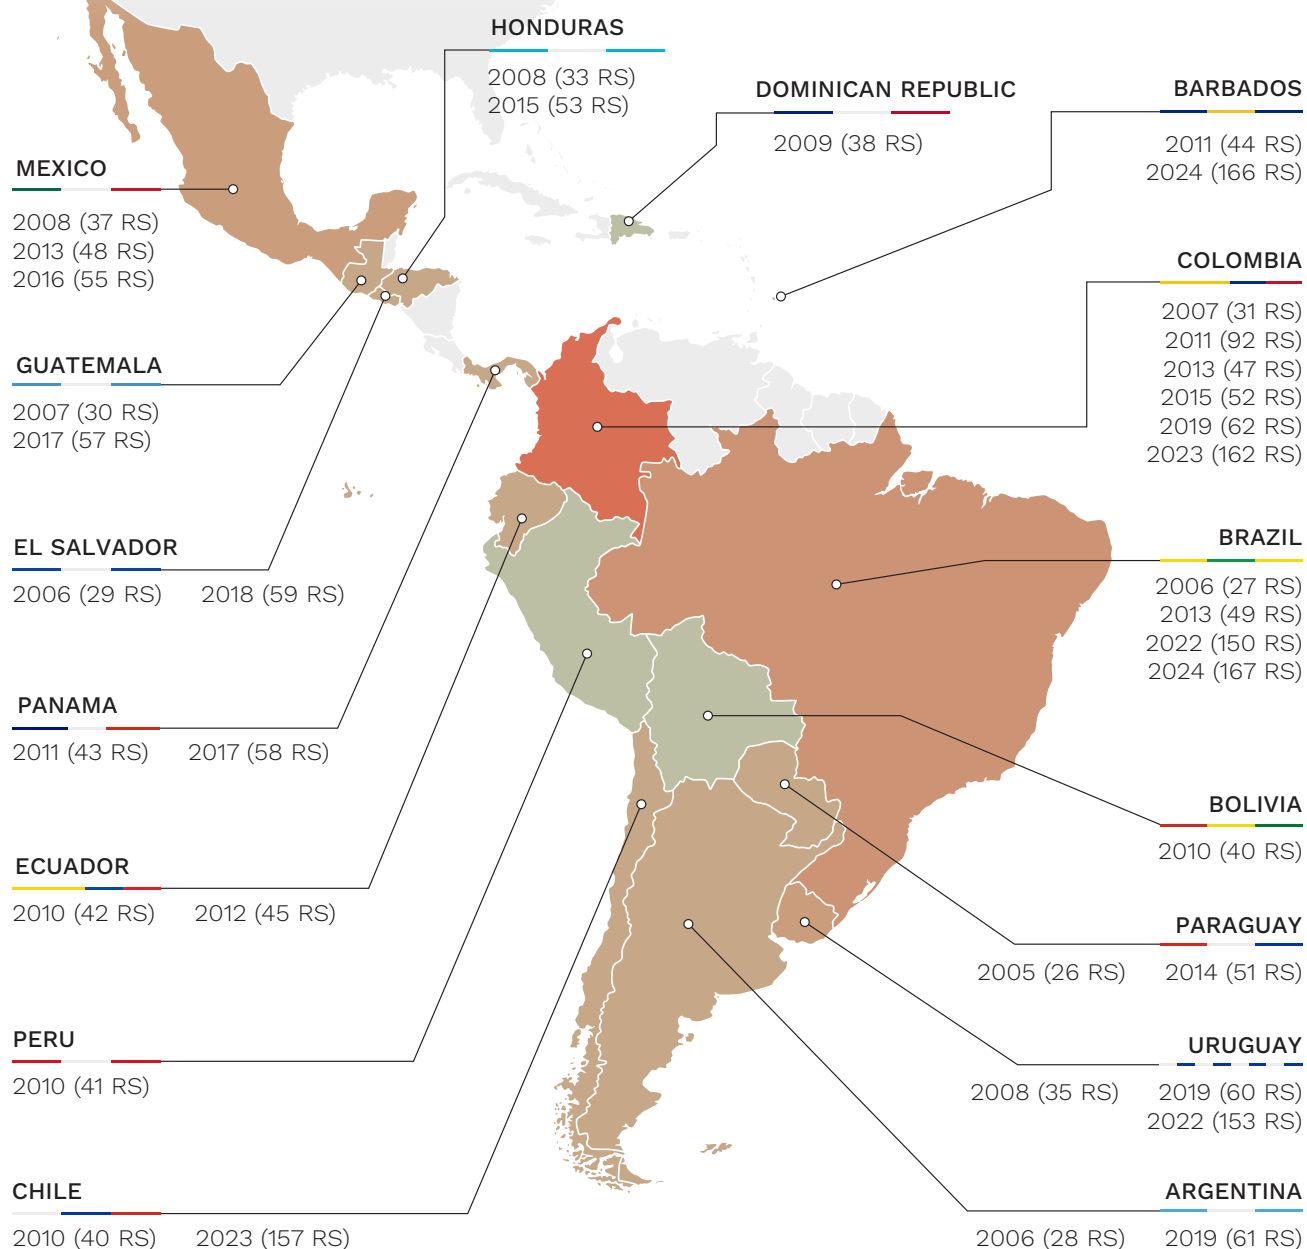 HONDURAS
2008 (33 RS)
2015 (53 RS)
DOMINICAN REPUBLIC
2009 (38 RS)
BARBADOS
2011 (44 RS)
2024 (166 RS)
MEXICO
2008 (37 RS)
2013 (48 RS)
2016 (55 RS)
COLOMBIA
2007 (31 RS)
2011 (92 RS)
2013 (47 RS)
2015 (52 RS)
2019 (62 RS)
2023 (162 RS)
GUATEMALA
2007 (30 RS)
2017 (57 RS)
EL SALVADOR
2006 (29 RS) 2018 (59 RS)
BRAZIL
2006 (27 RS)
2013 (49 RS)
2022 (150 RS)
2024 (167 RS)
PANAMA
2011 (43 RS) 2017 (58 RS)
BOLIVIA
2010 (40 RS)
ECUADOR
2010 (42 RS) 2012 (45 RS)
PARAGUAY
2005 (26 RS) 2014 (51 RS)
PERU
2010 (41 RS)
URUGUAY
2008 (35 RS) 2019 (60 RS)
2022 (153 RS)
CHILE
2010 (40 RS) 2023 (157 RS)
ARGENTINA
2006 (28 RS) 2019 (61 RS)